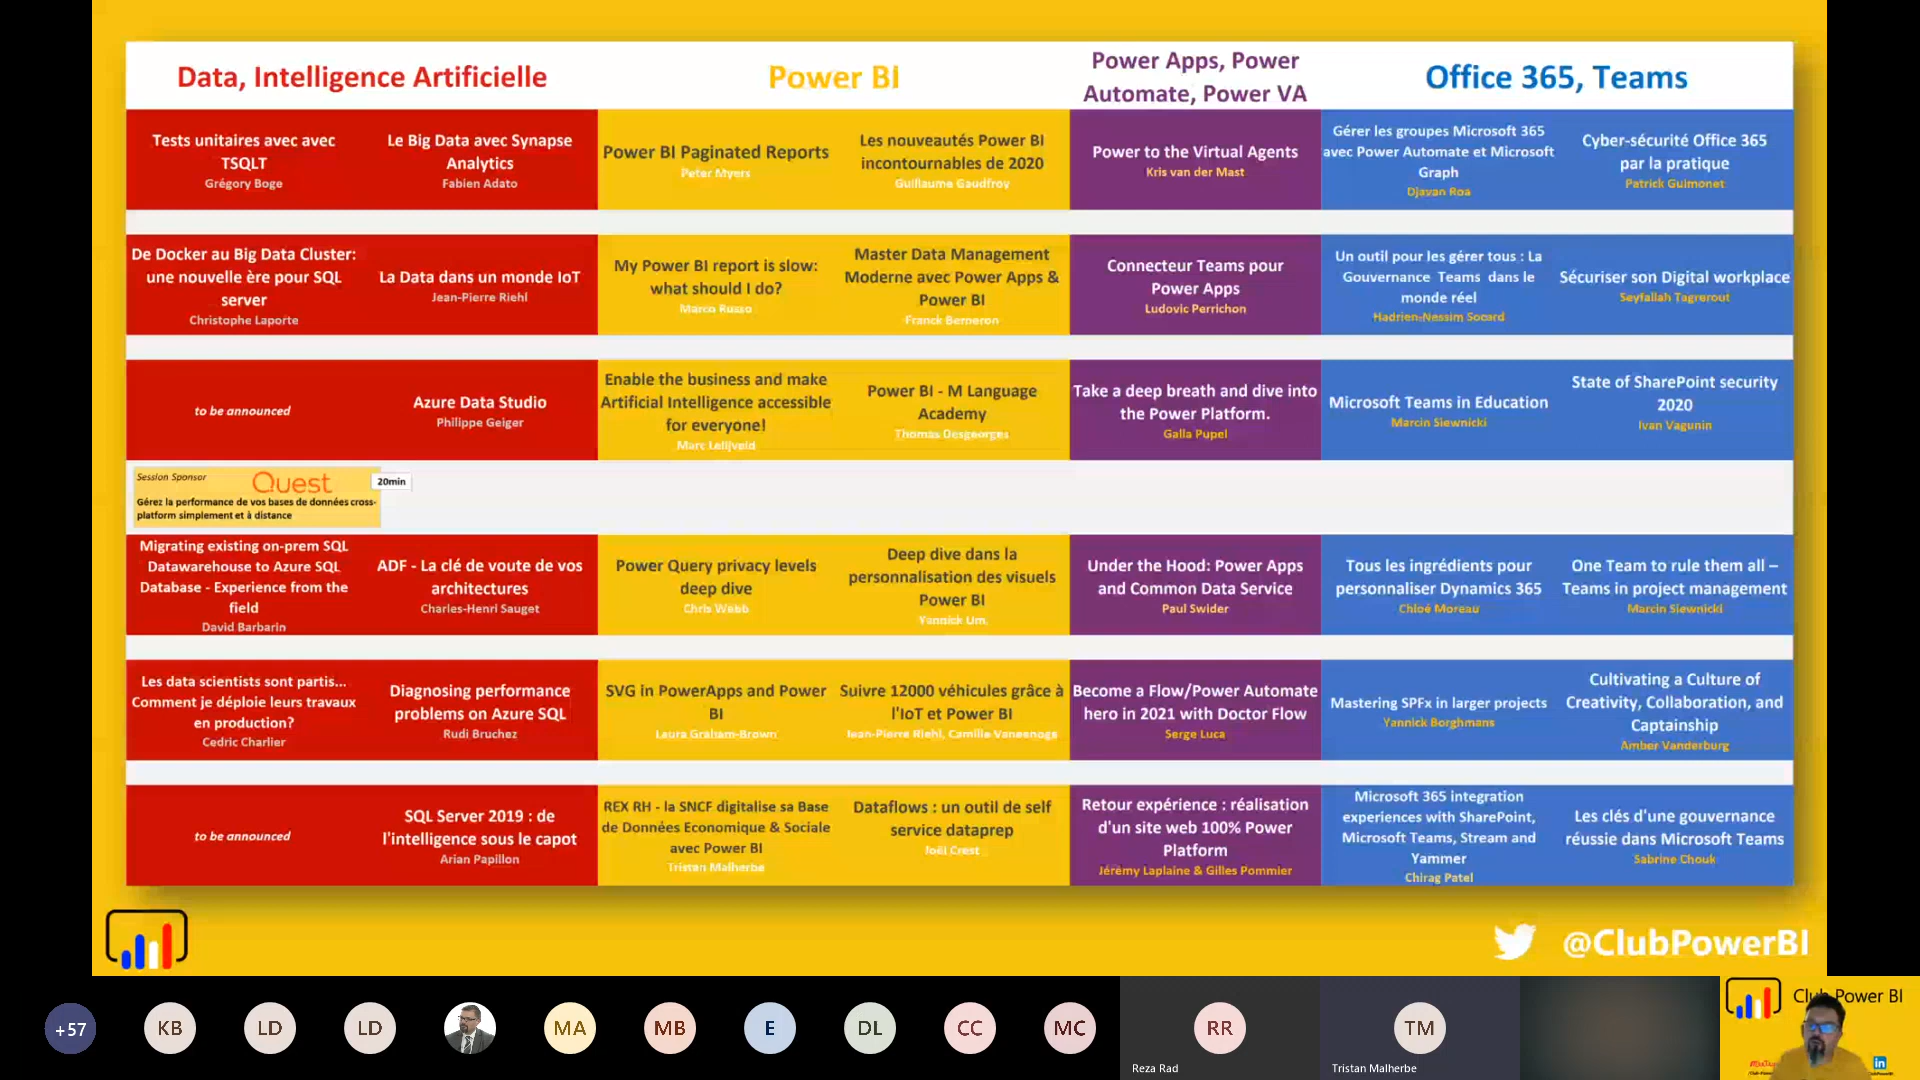 Data, Intelligence Artificielle
Power BI
Power Apps, Power
Automate, Power VA
Office 365, Teams
Tests unitaires avec avec
TSQLT
Grégory Boge
Le Big Data avec Synapse
Analytics
Fabien Adato
Power BI Paginated Reports
Peter Myers
Les nouveautés Power BI
incontournables de 2020
Guillaume Gaudfroy
Power to the Virtual Agents
Kris van der Mast
Gérer les groupes Microsoft 365
avec Power Automate et Microsoft
Graph
Djavan Roa
Cyber-sécurité Office 365
par la pratique
Patrick Guimonet
De Docker au Big Data Cluster:
une nouvelle ère pour SQL
server
Christophe Laporte
La Data dans un monde IoT
Jean-Pierre Riehl
My Power BI report is slow:
what should I do?
Marco Russo
Master Data Management
Moderne avec Power Apps &
Power BI
Franck Berneron
Connecteur Teams pour
Power Apps
Ludovic Perrichon
Un outil pour les gérer tous : La
Gouvernance Teams dans le
monde réel
Hadrien-Nessim Socard
Sécuriser son Digital workplace
Seyfallah Tagrerout
to be announced
Azure Data Studio
Philippe Geiger
Enable the business and make
Artificial Intelligence accessible
for everyone!
Marc Lelijveld
Power BI - M Language
Academy
Thomas Desgeorges
Take a deep breath and dive into
the Power Platform.
Galla Pupel
Microsoft Teams in Education
Marcin Siewnicki
State of SharePoint security
2020
Ivan Vagunin
Session Sponsor
Quest
20min
Gérez la performance de vos bases de données cross-
platform simplement et à distance
Migrating existing on-prem SQL
Datawarehouse to Azure SQL
Database - Experience from the
field
David Barbarin
ADF - La clé de voute de vos
architectures
Charles-Henri Sauget
Power Query privacy levels
deep dive
Chris Webb
Deep dive dans la
personnalisation des visuels
Power BI
Yannick Um
Under the Hood: Power Apps
and Common Data Service
Paul Swider
Tous les ingrédients pour
personnaliser Dynamics 365
Chloé Moreau
One Team to rule them all –
Teams in project management
Marcin Siewnicki
Les data scientists sont partis...
Comment je déploie leurs travaux
en production?
Cedric Charlier
Diagnosing performance
problems on Azure SQL
Rudi Bruchez
SVG in PowerApps and Power
BI
Laura Graham-Brown
Suivre 12000 véhicules grâce à
l'IoT et Power BI
Jean-Pierre Riehl, Camille
Become a Flow/Power Automate
hero in 2021 with Doctor Flow
Serge Luca
Mastering SPFx in larger projects
Yannick Borghmans
Cultivating a Culture of
Creativity, Collaboration, and
Captainship
Amber Vanderburg
to be announced
SQL Server 2019 : de
l'intelligence sous le capot
Arian Papillon
REX RH - la SNCF digitalise sa Base
de Données Economique & Sociale
avec Power BI
Tristan Malherbe
Dataflows : un outil de self
service dataprep
Joël Crest
Retour expérience : réalisation
d'un site web 100% Power
Platform
Jérémy Laplaine & Gilles Pommier
Microsoft 365 integration
experiences with SharePoint,
Microsoft Teams, Stream and
Yammer
Chirag Patel
Les clés d'une gouvernance
réussie dans Microsoft Teams
Sabrine Chouk
@ClubPowerBI
+57
KB
LD
LD
MA
MB
E
DL
CC
MC
RR
Reza Rad
TM
Tristan Malherbe
Club Power BI
in